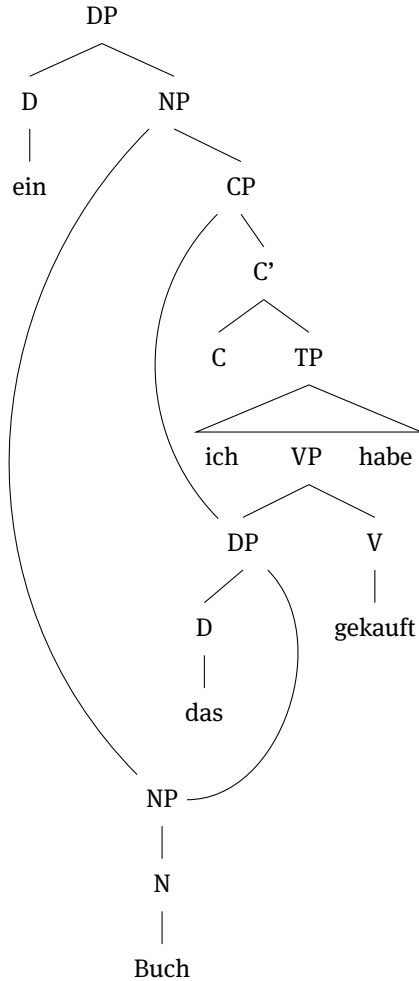 DP
D NP
ein CP
C’
C TP
ich VP habe
DP V
D gekauft
das
NP
N
Buch